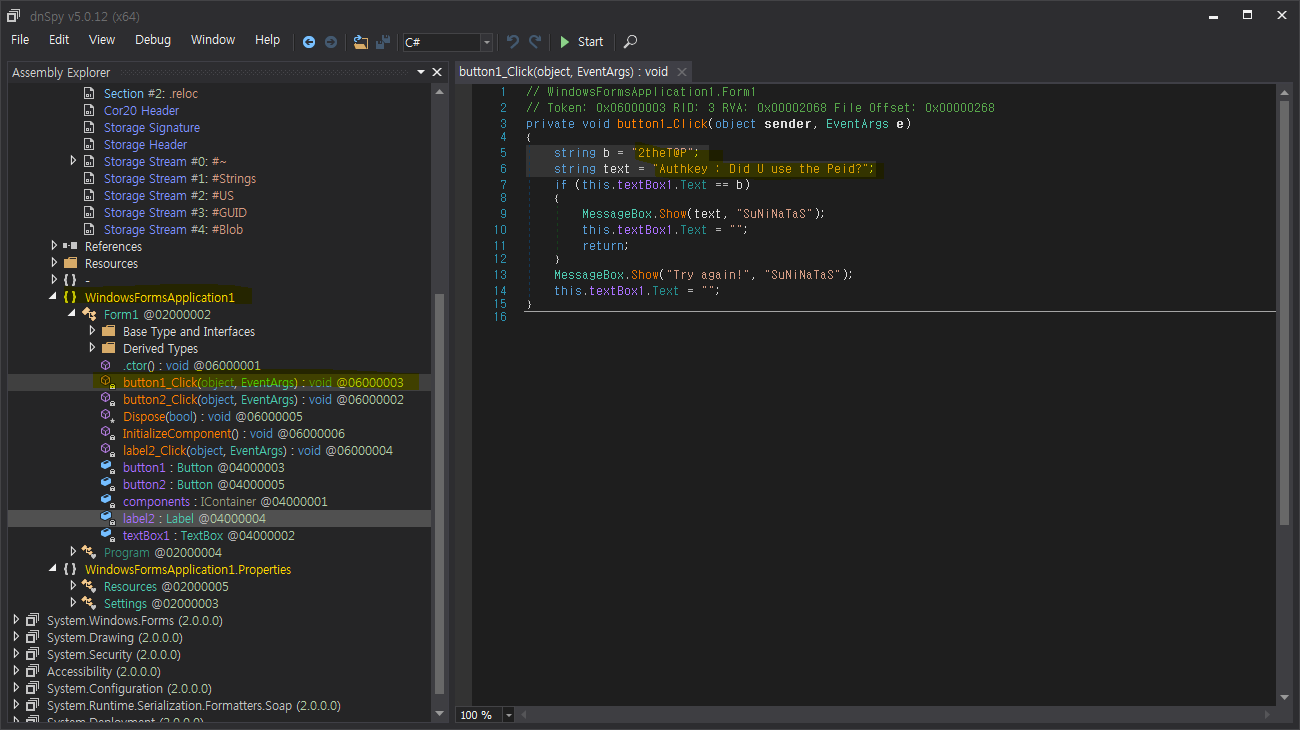 dnSpy v5.0.12 (x64)
File Edit View Debug Window Help C# Start
Assembly Explorer
Section #2: .reloc
Cor20 Header
Storage Signature
Storage Header
Storage Stream #0: #~
Storage Stream #1: #Strings
Storage Stream #2: #US
Storage Stream #3: #GUID
Storage Stream #4: #Blob
References
Resources
{ } -
{ } WindowsFormsApplication1
Form1 @02000002
Base Type and Interfaces
Derived Types
.ctor() : void @06000001
button1_Click(object, EventArgs) : void @06000003
button2_Click(object, EventArgs) : void @06000002
Dispose(bool) : void @06000005
InitializeComponent() : void @06000006
label2_Click(object, EventArgs) : void @06000004
button1 : Button @04000003
button2 : Button @04000005
components : IContainer @04000001
label2 : Label @04000004
textBox1 : TextBox @04000002
Program @02000004
{ } WindowsFormsApplication1.Properties
Resources @02000005
Settings @02000003
System.Windows.Forms (2.0.0.0)
System.Drawing (2.0.0.0)
System.Security (2.0.0.0)
Accessibility (2.0.0.0)
System.Configuration (2.0.0.0)
System.Runtime.Serialization.Formatters.Soap (2.0.0.0)
System.Deployment (2.0.0.0)
button1_Click(object, EventArgs) : void
1 // WindowsFormsApplication1.Form1
2 // Token: 0x06000003 RID: 3 RVA: 0x00002068 File Offset: 0x00000268
3 private void button1_Click(object sender, EventArgs e)
4 {
5 string b = "2theT@P";
6 string text = "Authkey : Did U use the Peid?";
7 if (this.textBox1.Text == b)
8 {
9 MessageBox.Show(text, "SuNiNaTaS");
10 this.textBox1.Text = "";
11 return;
12 }
13 MessageBox.Show("Try again!", "SuNiNaTaS");
14 this.textBox1.Text = "";
15 }
16
100 %